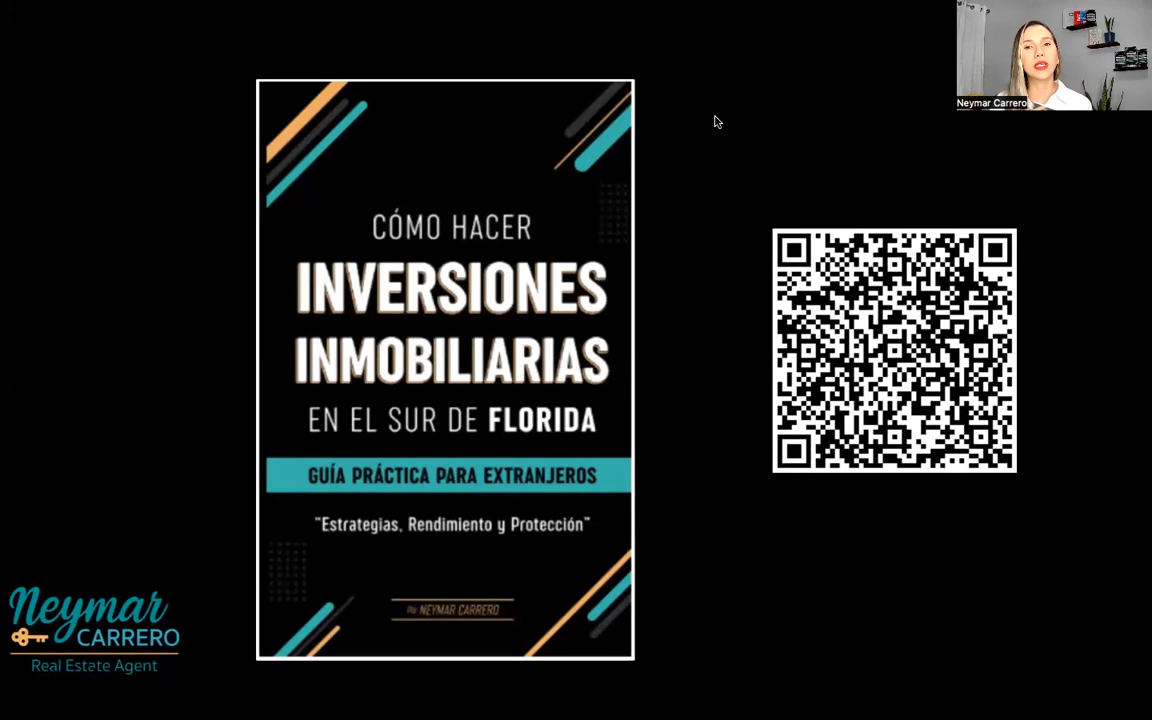 Neymar Carrero
CÓMO HACER
INVERSIONES
INMOBILIARIAS
EN EL SUR DE FLORIDA
GUÍA PRÁCTICA PARA EXTRANJEROS
"Estrategias, Rendimiento y Protección"
Por NEYMAR CARRERO
Neymar
CARRERO
Real Estate Agent